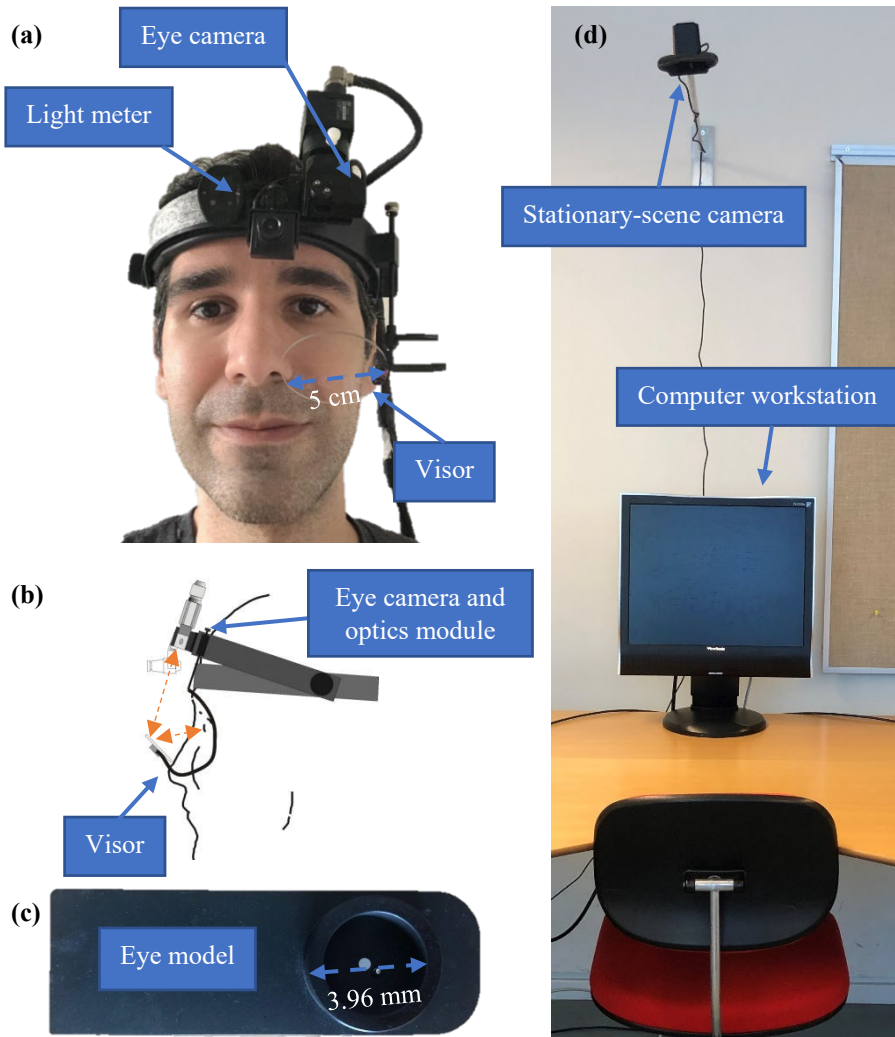 (a)
Eye camera
Light meter
5 cm
Visor
(b)
Eye camera and
optics module
Visor
(c)
Eye model
3.96 mm
(d)
Stationary-scene camera
Computer workstation
ViewSonic